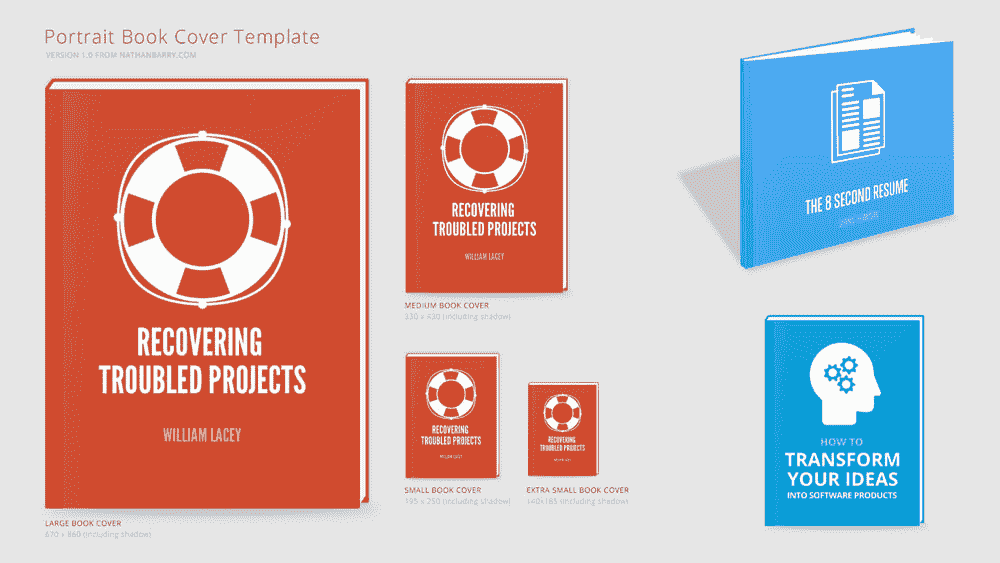 Portrait Book Cover Template
VERSION 1.0 FROM NATHANBARRY.COM
RECOVERING
TROUBLED PROJECTS
WILLIAM LACEY
LARGE BOOK COVER
670 x 860 (including shadow)
RECOVERING
TROUBLED PROJECTS
WILLIAM LACEY
MEDIUM BOOK COVER
330 x 430 (including shadow)
RECOVERING
TROUBLED PROJECTS
WILLIAM LACEY
SMALL BOOK COVER
195 x 250 (including shadow)
RECOVERING
TROUBLED PROJECTS
EXTRA SMALL BOOK COVER
140x185 (including shadow)
THE 8 SECOND RESUME
HOW TO
TRANSFORM
YOUR IDEAS
INTO SOFTWARE PRODUCTS